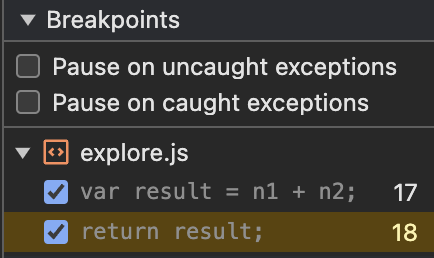 Breakpoints
Pause on uncaught exceptions
Pause on caught exceptions
explore.js
var result = n1 + n2; 17
return result; 18